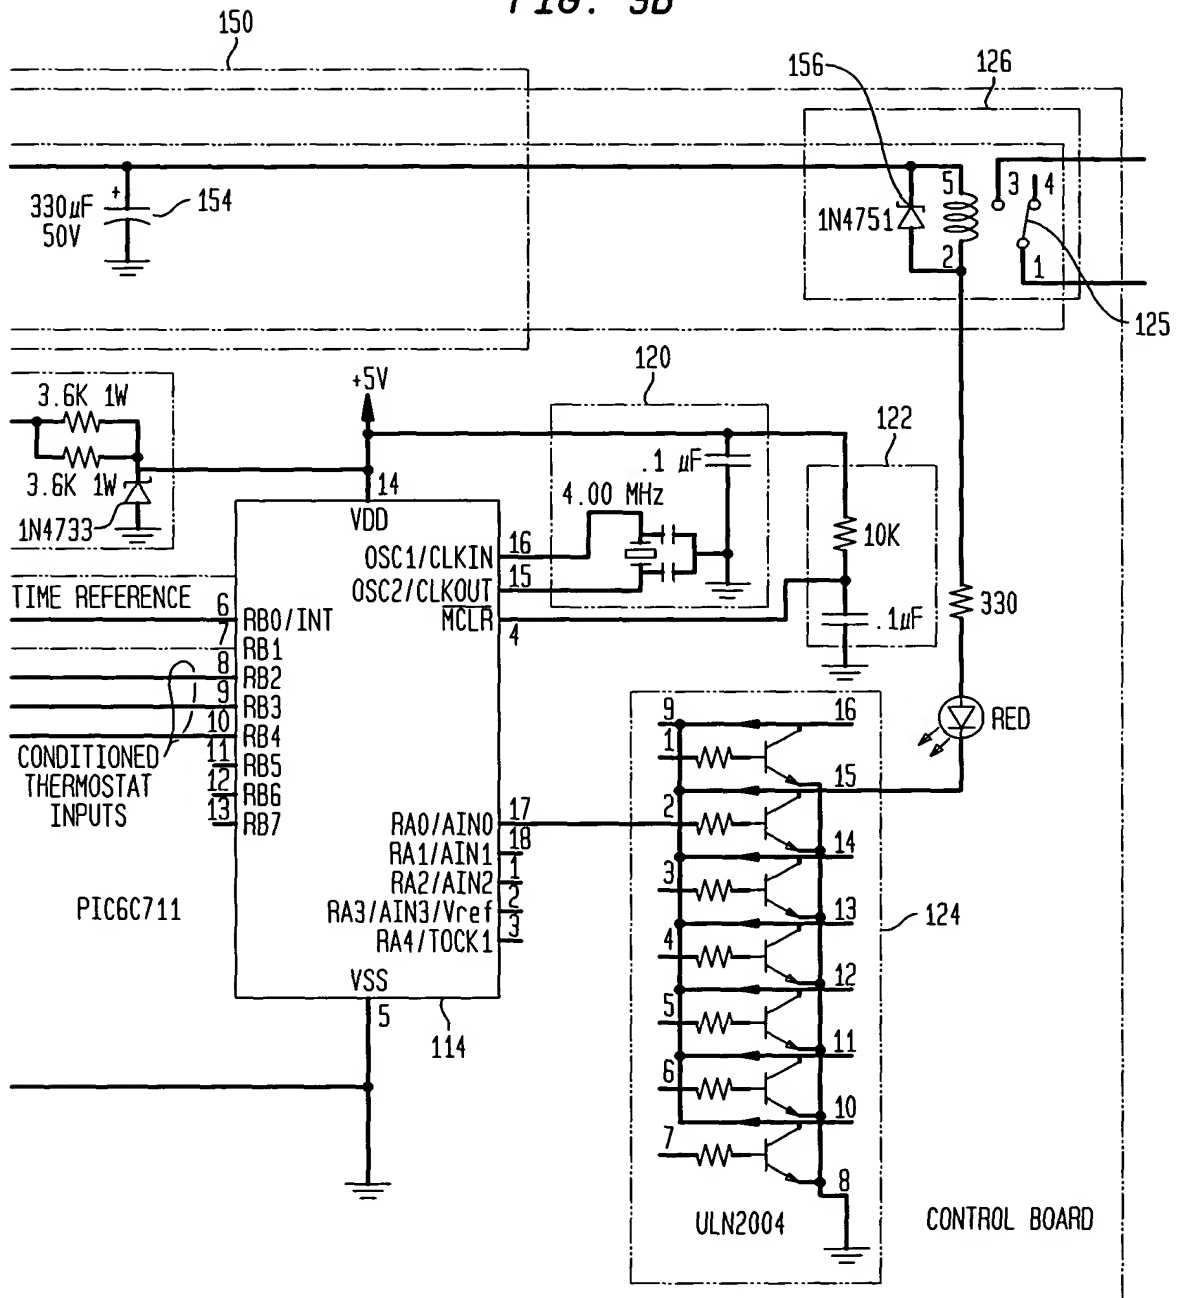 FIG. 3B
150
156
126
330µF
50V
+
154
1N4751
5
2
3
4
1
125
3.6K 1W
3.6K 1W
1N4733
+5V
14
120
.1 µF
4.00 MHz
122
10K
.1µF
330
RED
VDD
OSC1/CLKIN
16
OSC2/CLKOUT
15
MCLR
4
TIME REFERENCE
6
RB0/INT
7
RB1
8
RB2
9
RB3
10
RB4
11
RB5
12
RB6
13
RB7
CONDITIONED
THERMOSTAT
INPUTS
RA0/AIN0
17
RA1/AIN1
18
RA2/AIN2
1
RA3/AIN3/Vref
2
RA4/TOCK1
3
PIC6C711
VSS
5
114
9
16
1
15
2
14
3
13
4
12
5
11
6
10
7
8
124
ULN2004
CONTROL BOARD